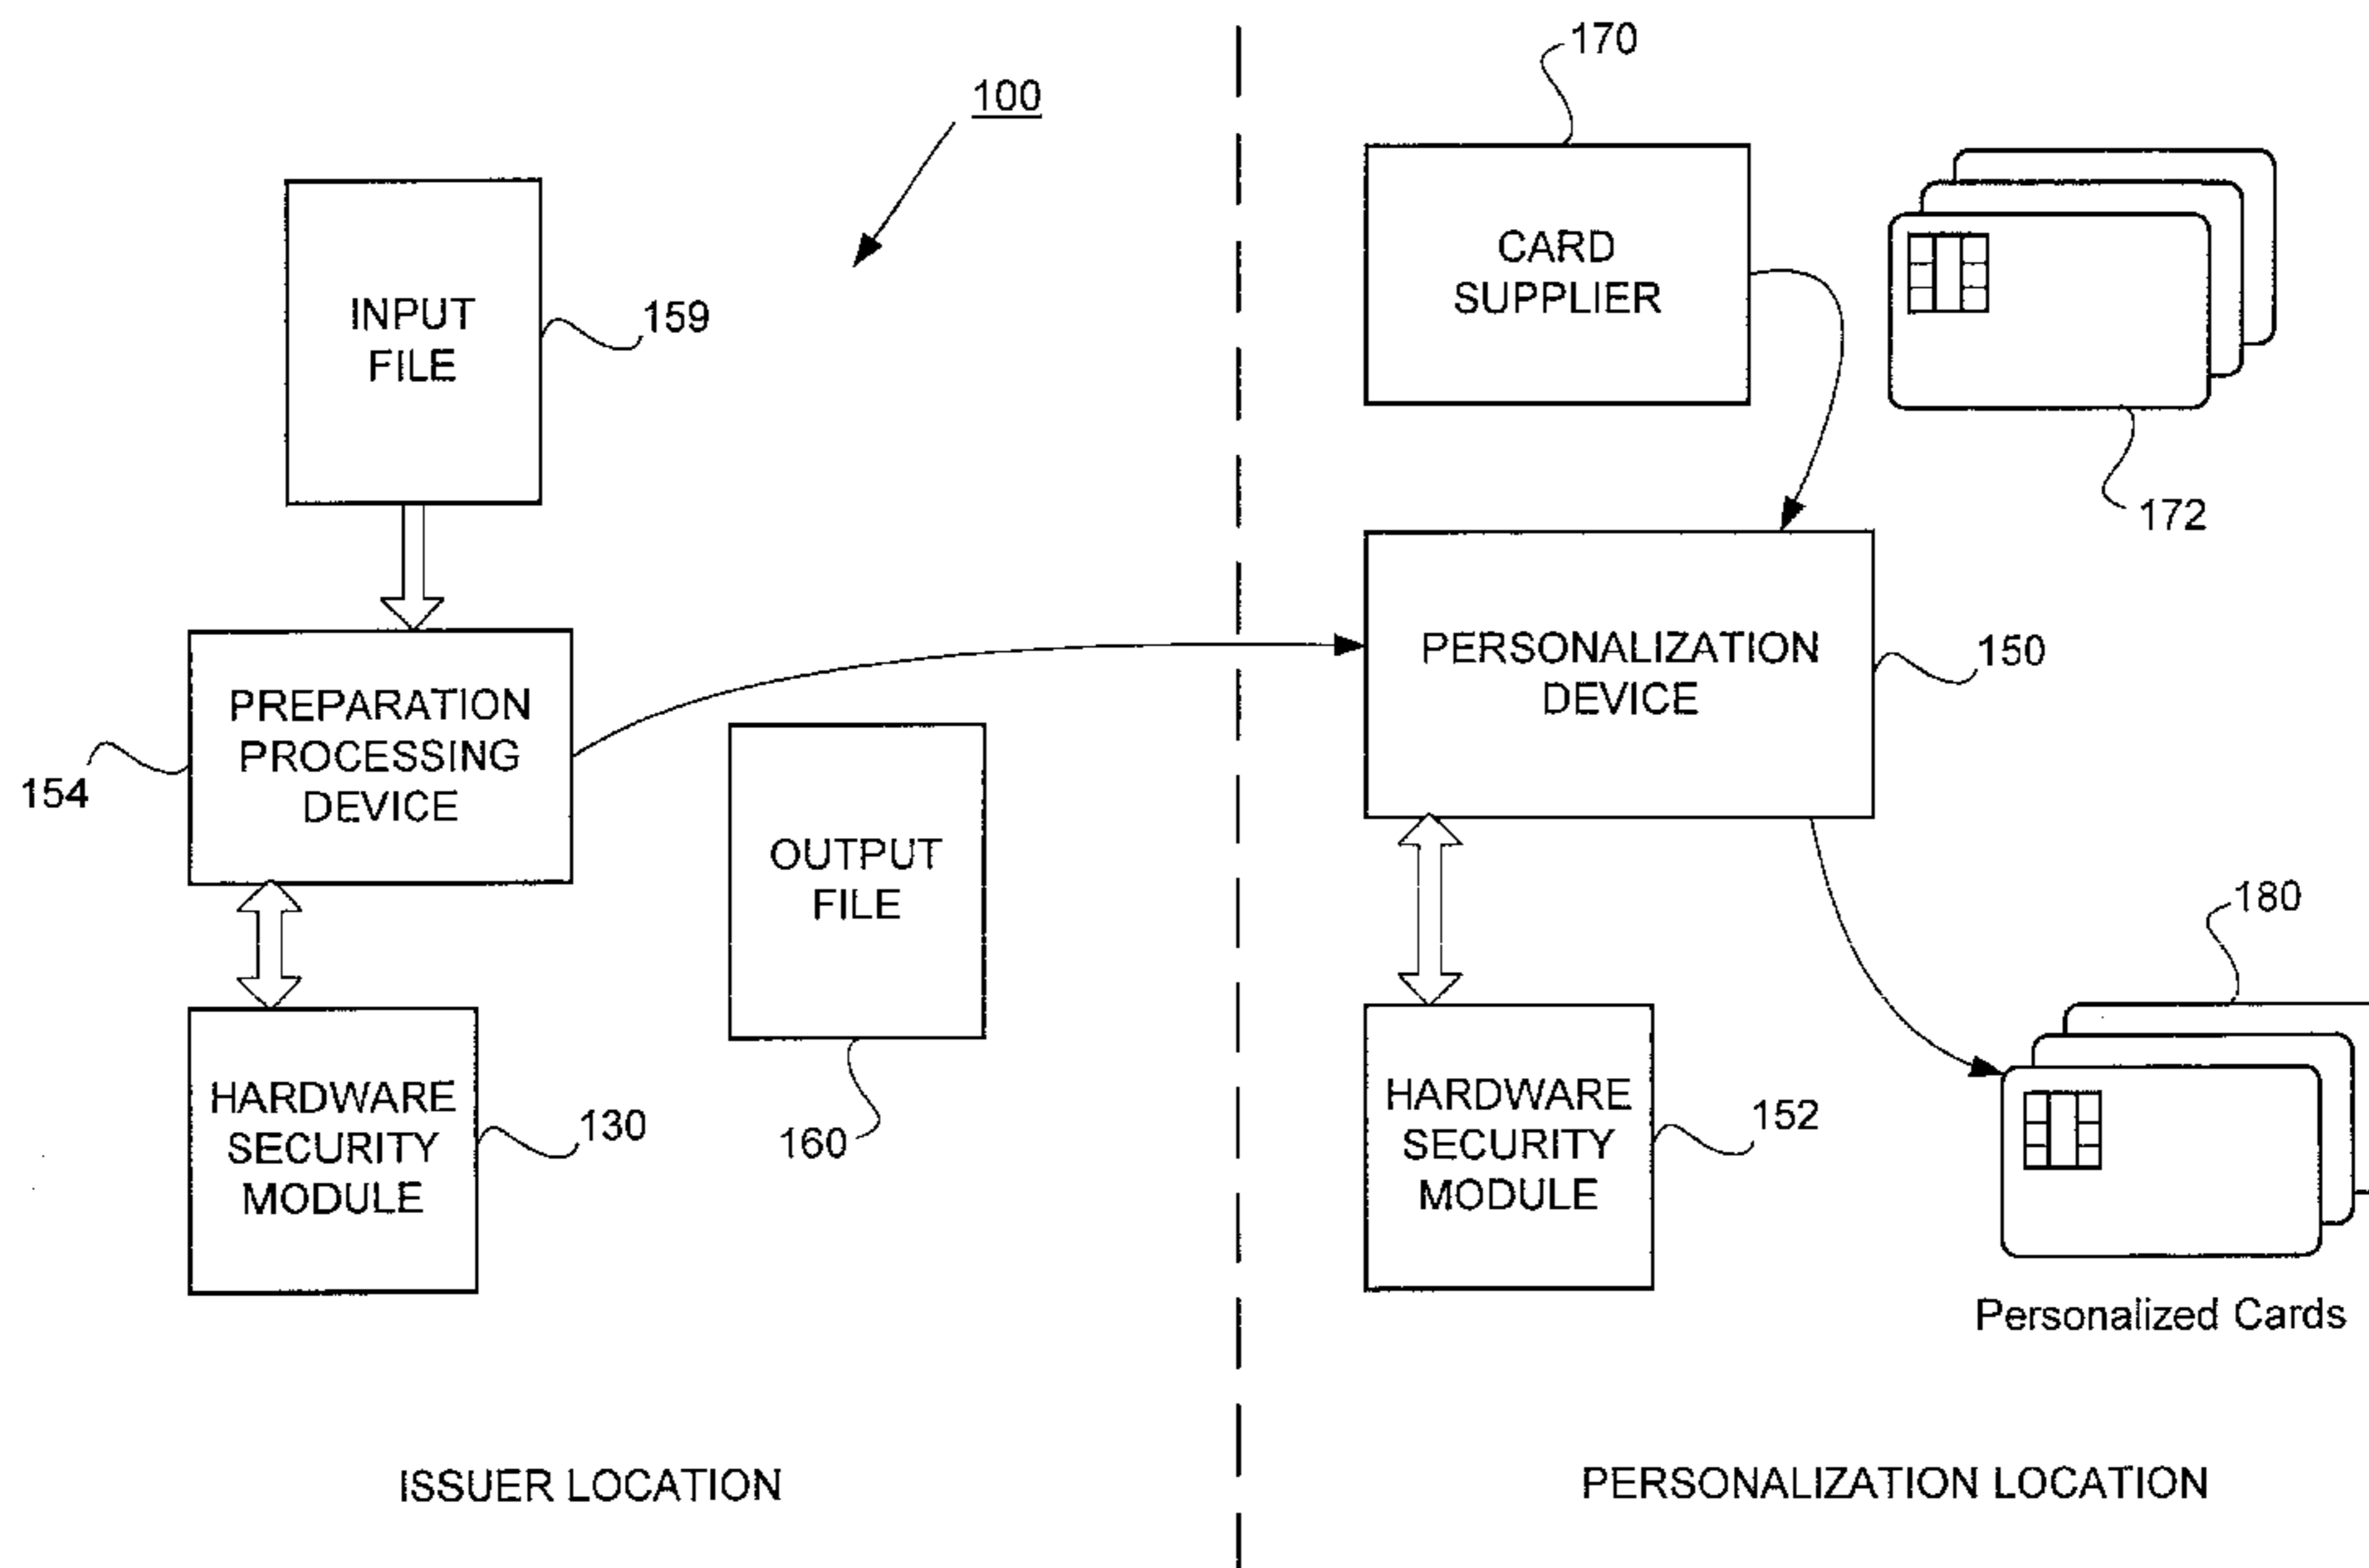 100
170
INPUT
FILE
159
CARD
SUPPLIER
172
PREPARATION
PROCESSING
DEVICE
154
PERSONALIZATION
DEVICE
150
OUTPUT
FILE
160
180
HARDWARE
SECURITY
MODULE
130
HARDWARE
SECURITY
MODULE
152
Personalized Cards
ISSUER LOCATION
PERSONALIZATION LOCATION